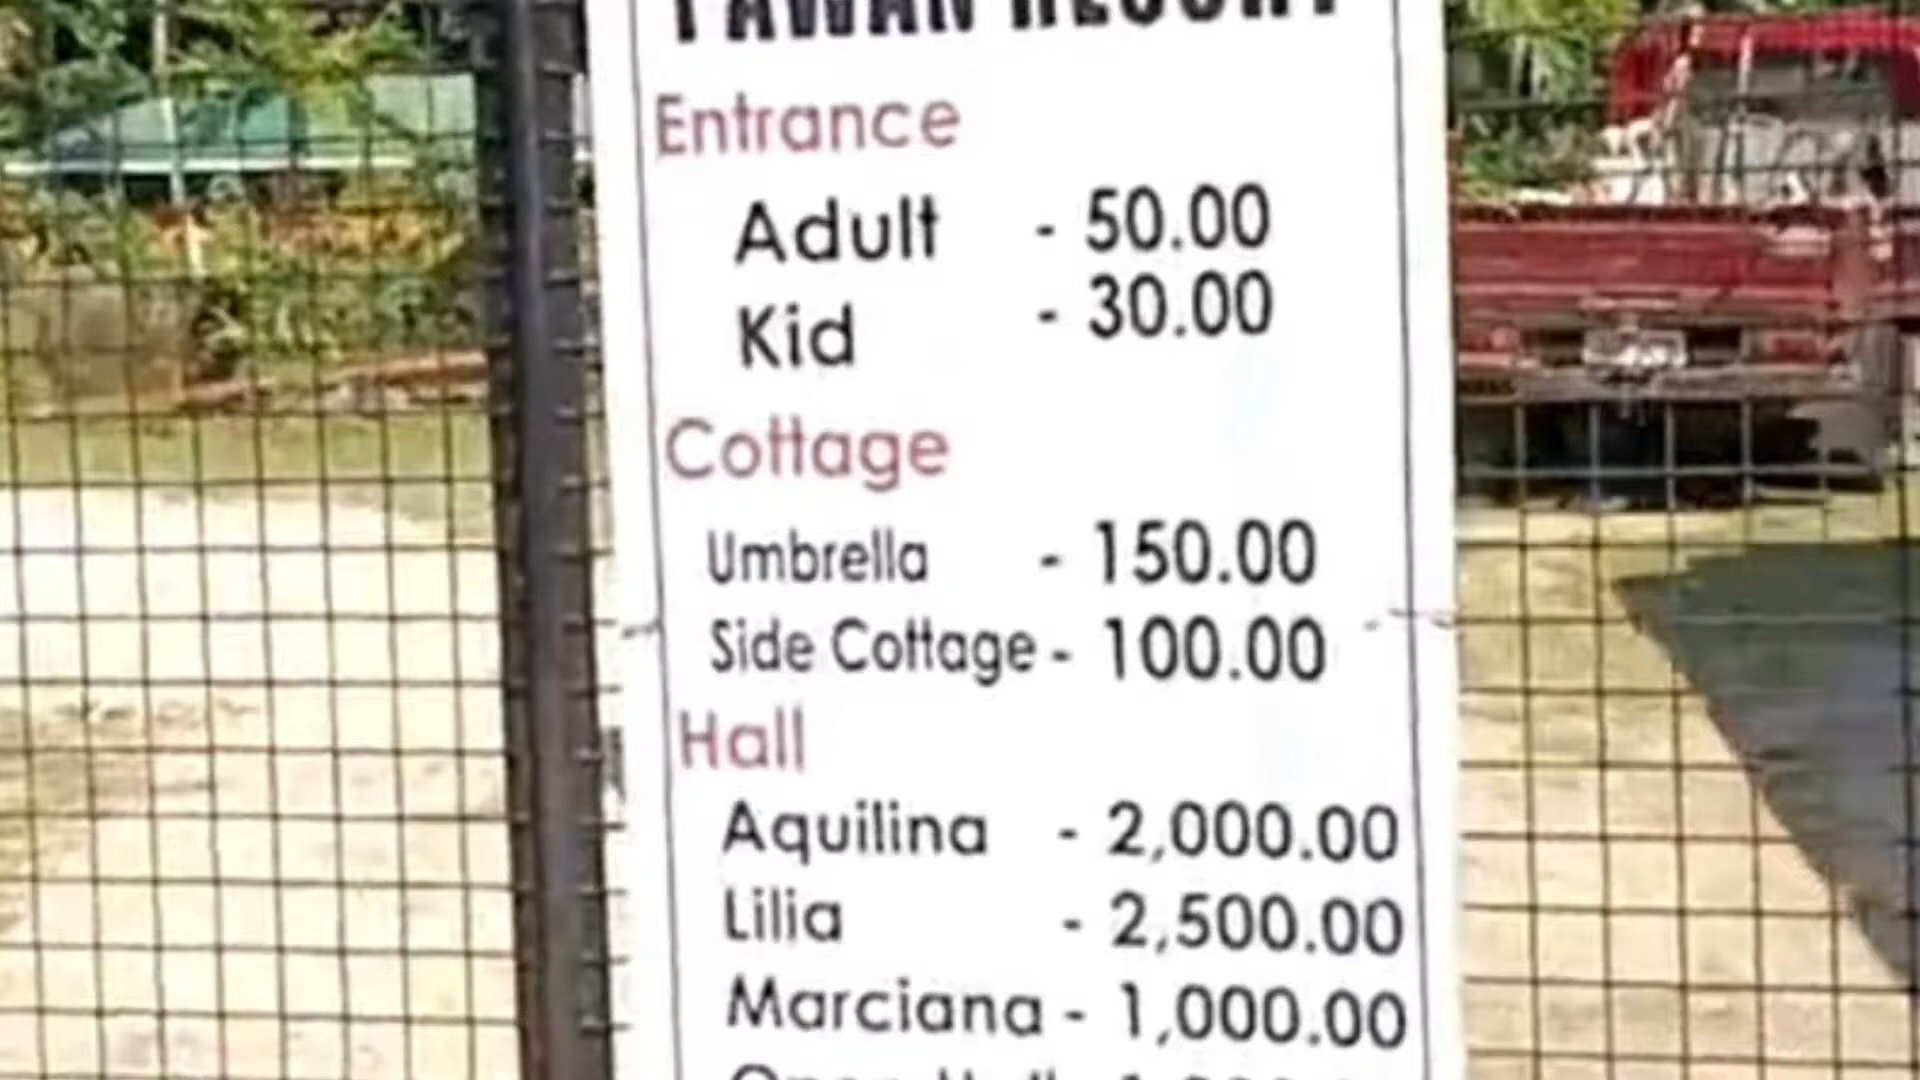 RESORT
Entrance
Adult - 50.00
Kid - 30.00
Cottage
Umbrella - 150.00
Side Cottage - 100.00
Hall
Aquilina - 2,000.00
Lilia - 2,500.00
Marciana - 1,000.00